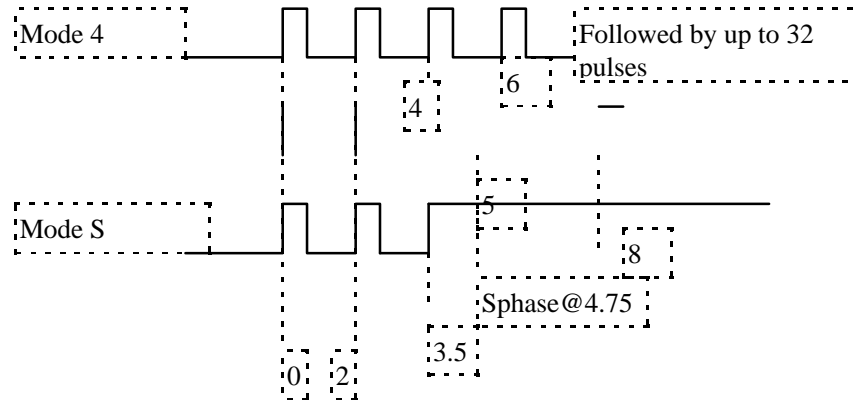 Mode 4
Followed by up to 32
pulses
4
6
Mode S
5
8
Sphase@4.75
3.5
0
2